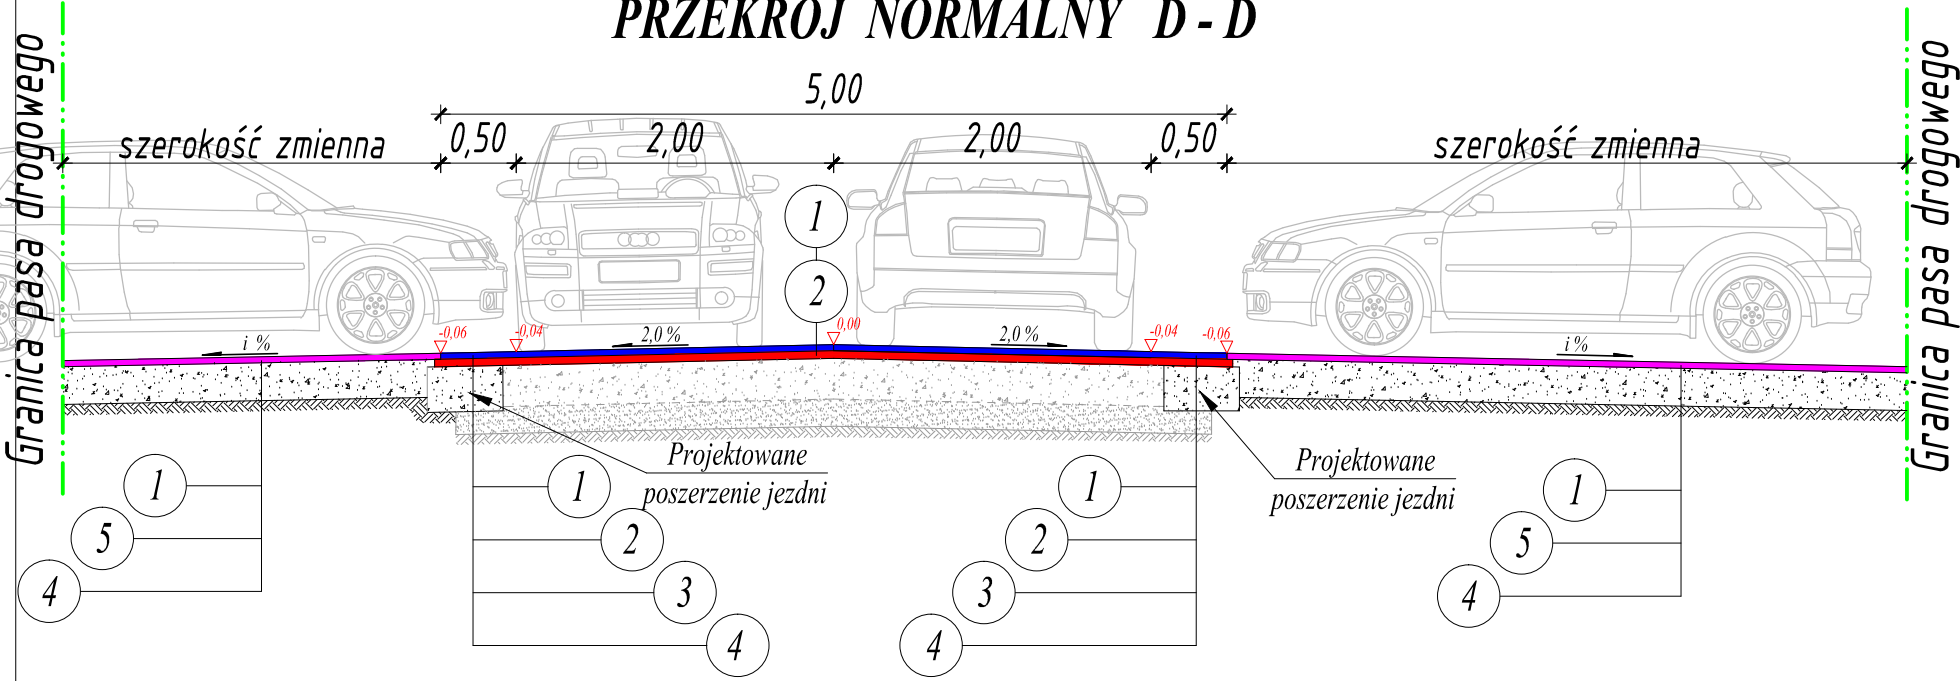 PRZEKRÓJ NORMALNY D - D
5,00
szerokość zmienna
0,50
2,00
2,00
0,50
szerokość zmienna
Granice pasa drogowego
Granica pasa drogowego
1
2
-0,06
-0,04
2,0 %
0,00
2,0 %
-0,04
-0,06
i %
i %
Projektowane
poszerzenie jezdni
Projektowane
poszerzenie jezdni
1
5
4
1
2
3
4
1
2
3
4
1
5
4